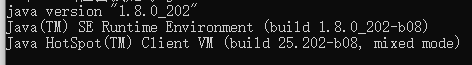 java version "1.8.0_202"
Java(TM) SE Runtime Environment (build 1.8.0_202-b08)
Java HotSpot(TM) Client VM (build 25.202-b08, mixed mode)